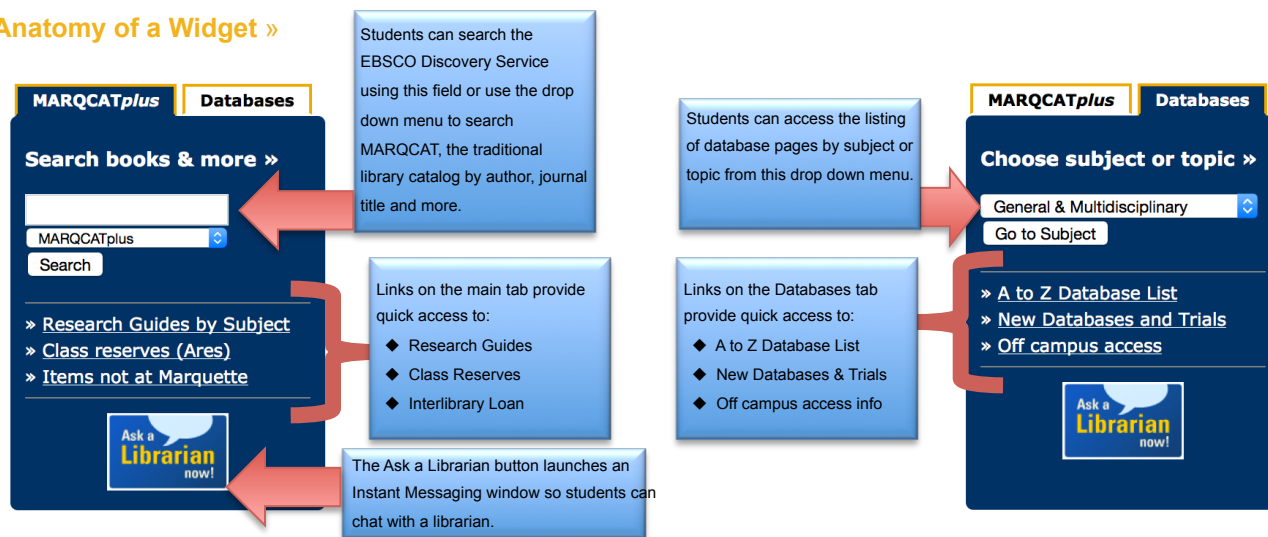 Anatomy of a Widget »
MARQCATplus
Databases
Search books & more »
MARQCATplus
Search
» Research Guides by Subject
» Class reserves (Ares)
» Items not at Marquette
Ask a
Librarian
now!
Students can search the
EBSCO Discovery Service
using this field or use the drop
down menu to search
MARQCAT, the traditional
library catalog by author, journal
title and more.
Links on the main tab provide
quick access to:
◆ Research Guides
◆ Class Reserves
◆ Interlibrary Loan
The Ask a Librarian button launches an
Instant Messaging window so students can
chat with a librarian.
Students can access the listing
of database pages by subject or
topic from this drop down menu.
Links on the Databases tab
provide quick access to:
◆ A to Z Database List
◆ New Databases & Trials
◆ Off campus access info
MARQCATplus
Databases
Choose subject or topic »
General & Multidisciplinary
Go to Subject
» A to Z Database List
» New Databases and Trials
» Off campus access
Ask a
Librarian
now!